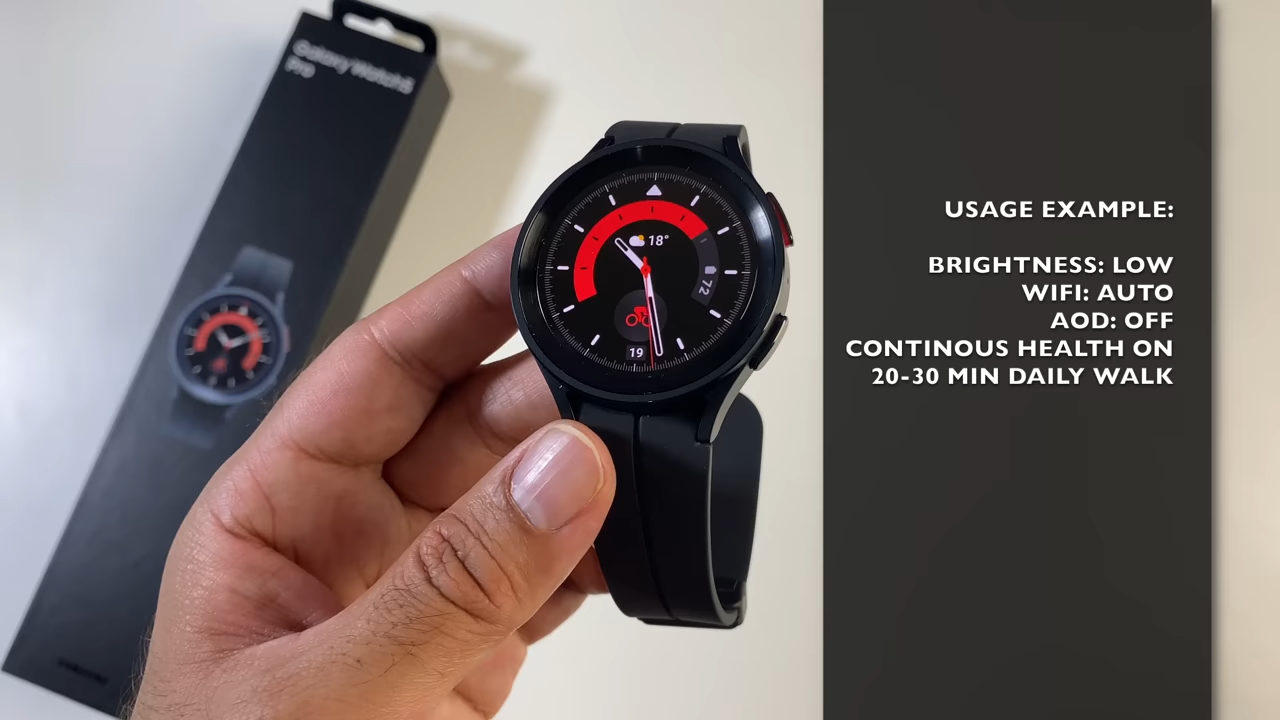 Galaxy Watch5
Pro
18°
72
19
USAGE EXAMPLE:
BRIGHTNESS: LOW
WIFI: AUTO
AOD: OFF
CONTINOUS HEALTH ON
20-30 MIN DAILY WALK